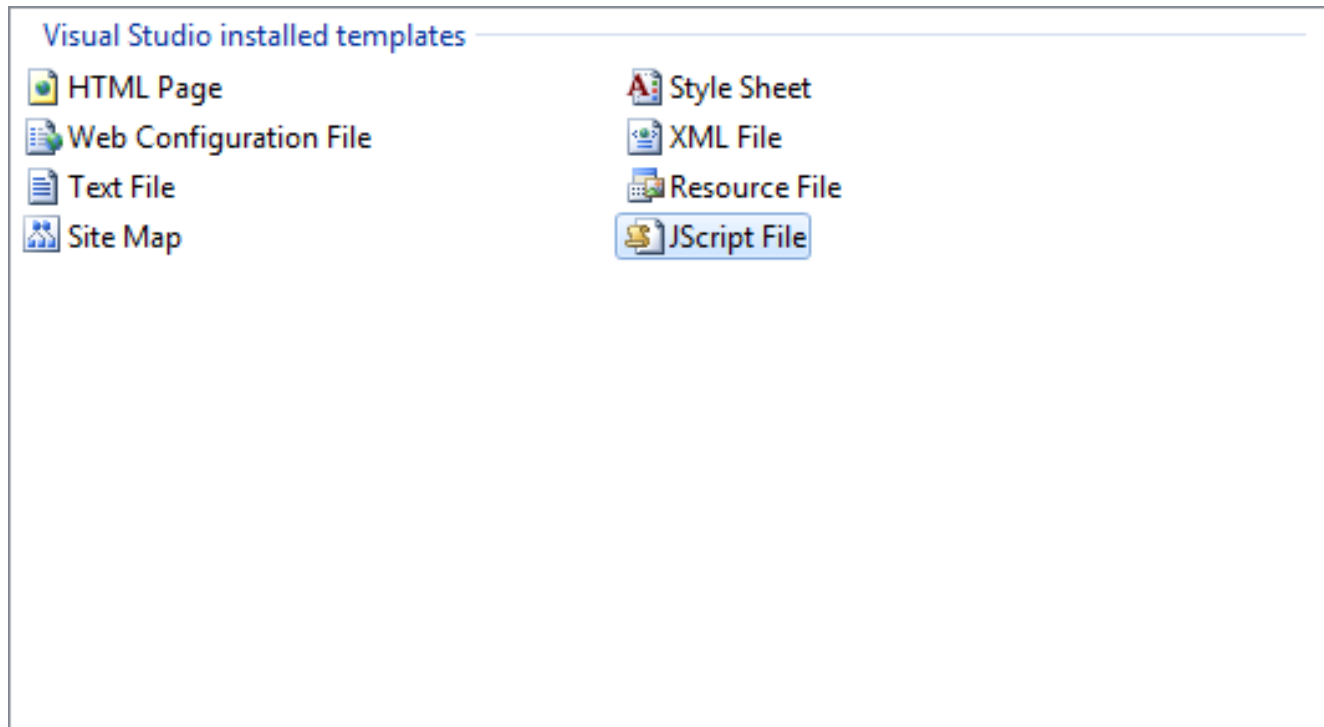 Visual Studio installed templates
HTML Page
Style Sheet
Web Configuration File
XML File
Text File
Resource File
Site Map
JScript File